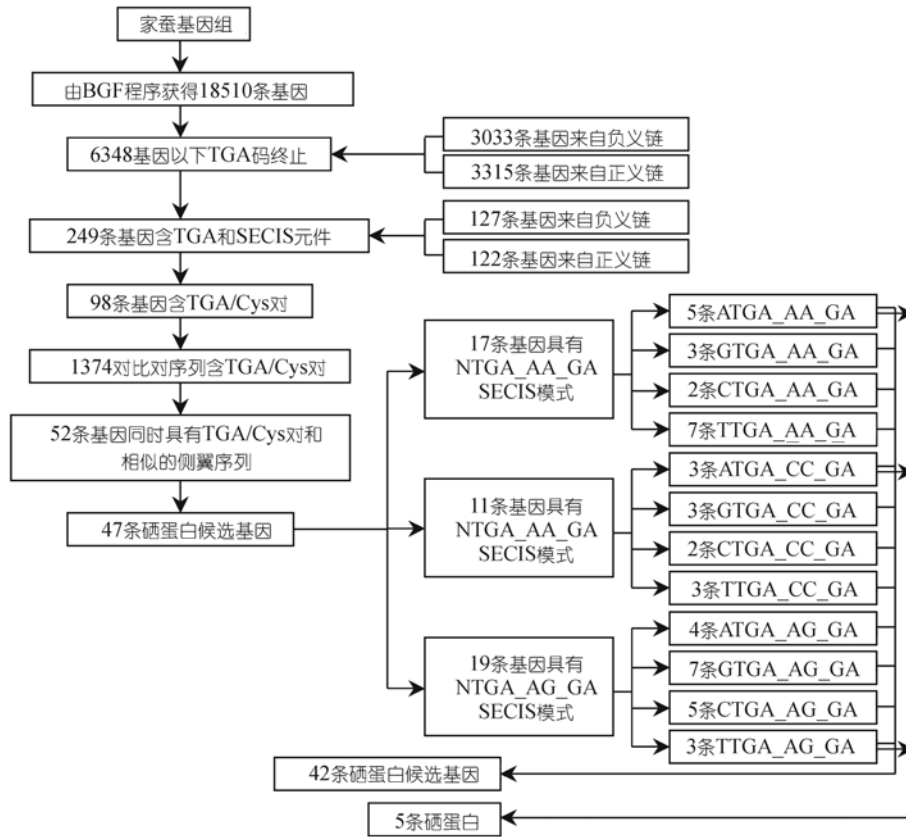 家蚕基因组
由BGF程序获得18510条基因
6348基因以下TGA码终止
3033条基因来自负义链
3315条基因来自正义链
249条基因含TGA和SECIS元件
127条基因来自负义链
122条基因来自正义链
98条基因含TGA/Cys对
1374对比对序列含TGA/Cys对
52条基因同时具有TGA/Cys对和
相似的侧翼序列
47条硒蛋白候选基因
17条基因具有
NTGA_AA_GA
SECIS模式
5条ATGA_AA_GA
3条GTGA_AA_GA
2条CTGA_AA_GA
7条TTGA_AA_GA
11条基因具有
NTGA_AA_GA
SECIS模式
3条ATGA_CC_GA
3条GTGA_CC_GA
2条CTGA_CC_GA
3条TTGA_CC_GA
19条基因具有
NTGA_AG_GA
SECIS模式
4条ATGA_AG_GA
7条GTGA_AG_GA
5条CTGA_AG_GA
3条TTGA_AG_GA
42条硒蛋白候选基因
5条硒蛋白